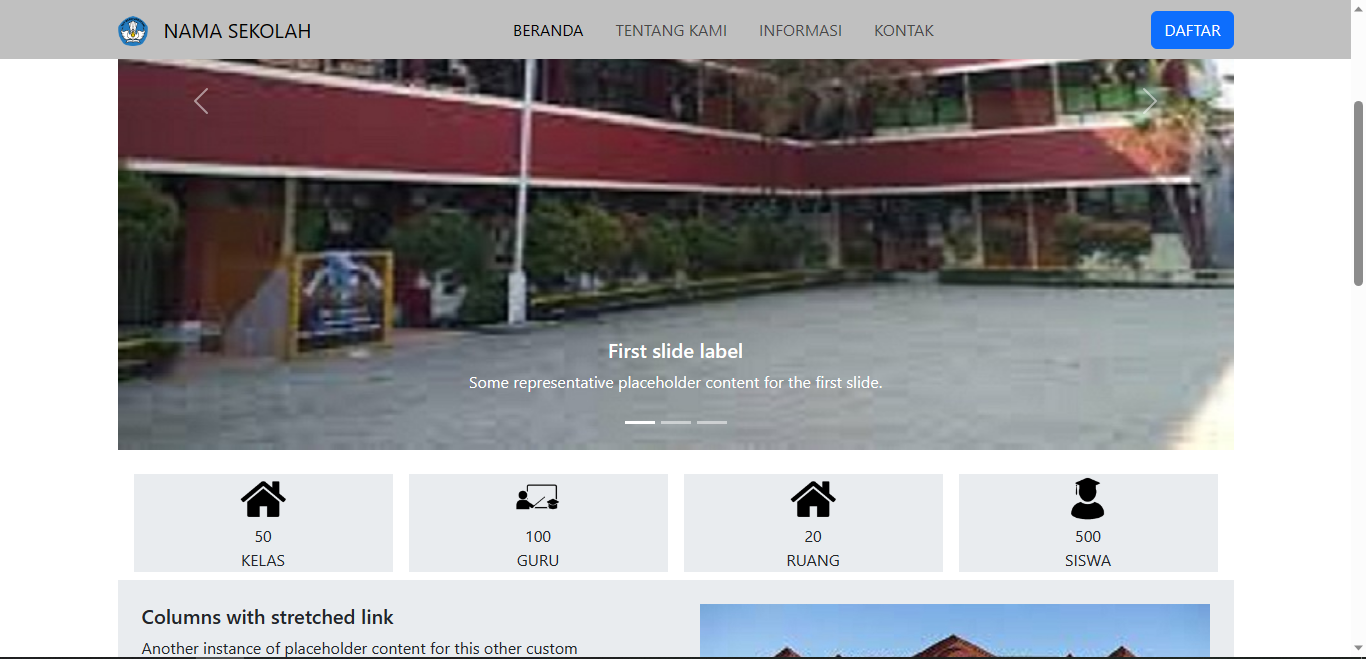 NAMA SEKOLAH
BERANDA TENTANG KAMI INFORMASI KONTAK
DAFTAR
First slide label
Some representative placeholder content for the first slide.
50
KELAS
100
GURU
20
RUANG
500
SISWA
Columns with stretched link
Another instance of placeholder content for this other custom